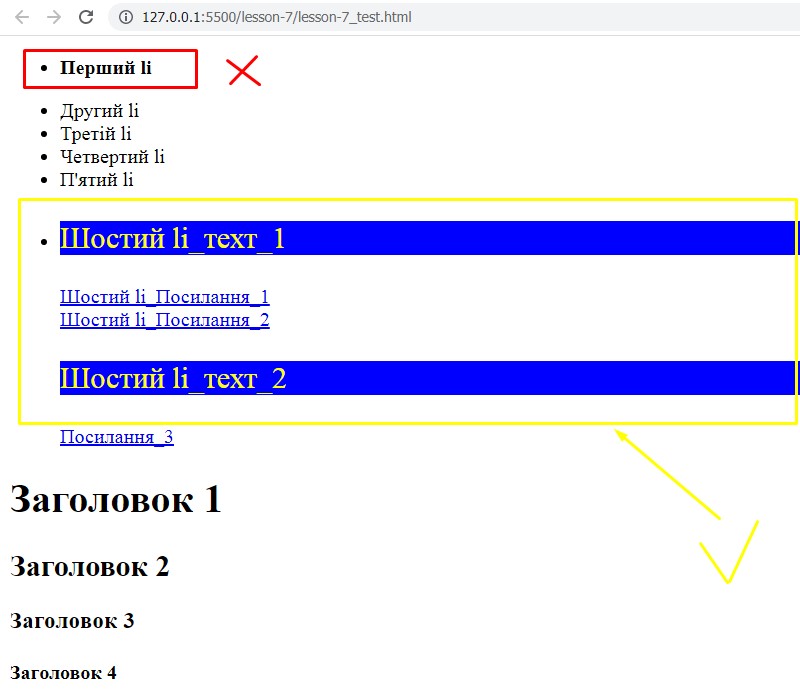 127.0.0.1:5500/lesson-7/lesson-7_test.html
Перший li
Другий li
Третій li
Четвертий li
П'ятий li
Шостий li_текст_1
Шостий li_Посилання_1
Шостий li_Посилання_2
Шостий li_текст_2
Посилання_3
Заголовок 1
Заголовок 2
Заголовок 3
Заголовок 4